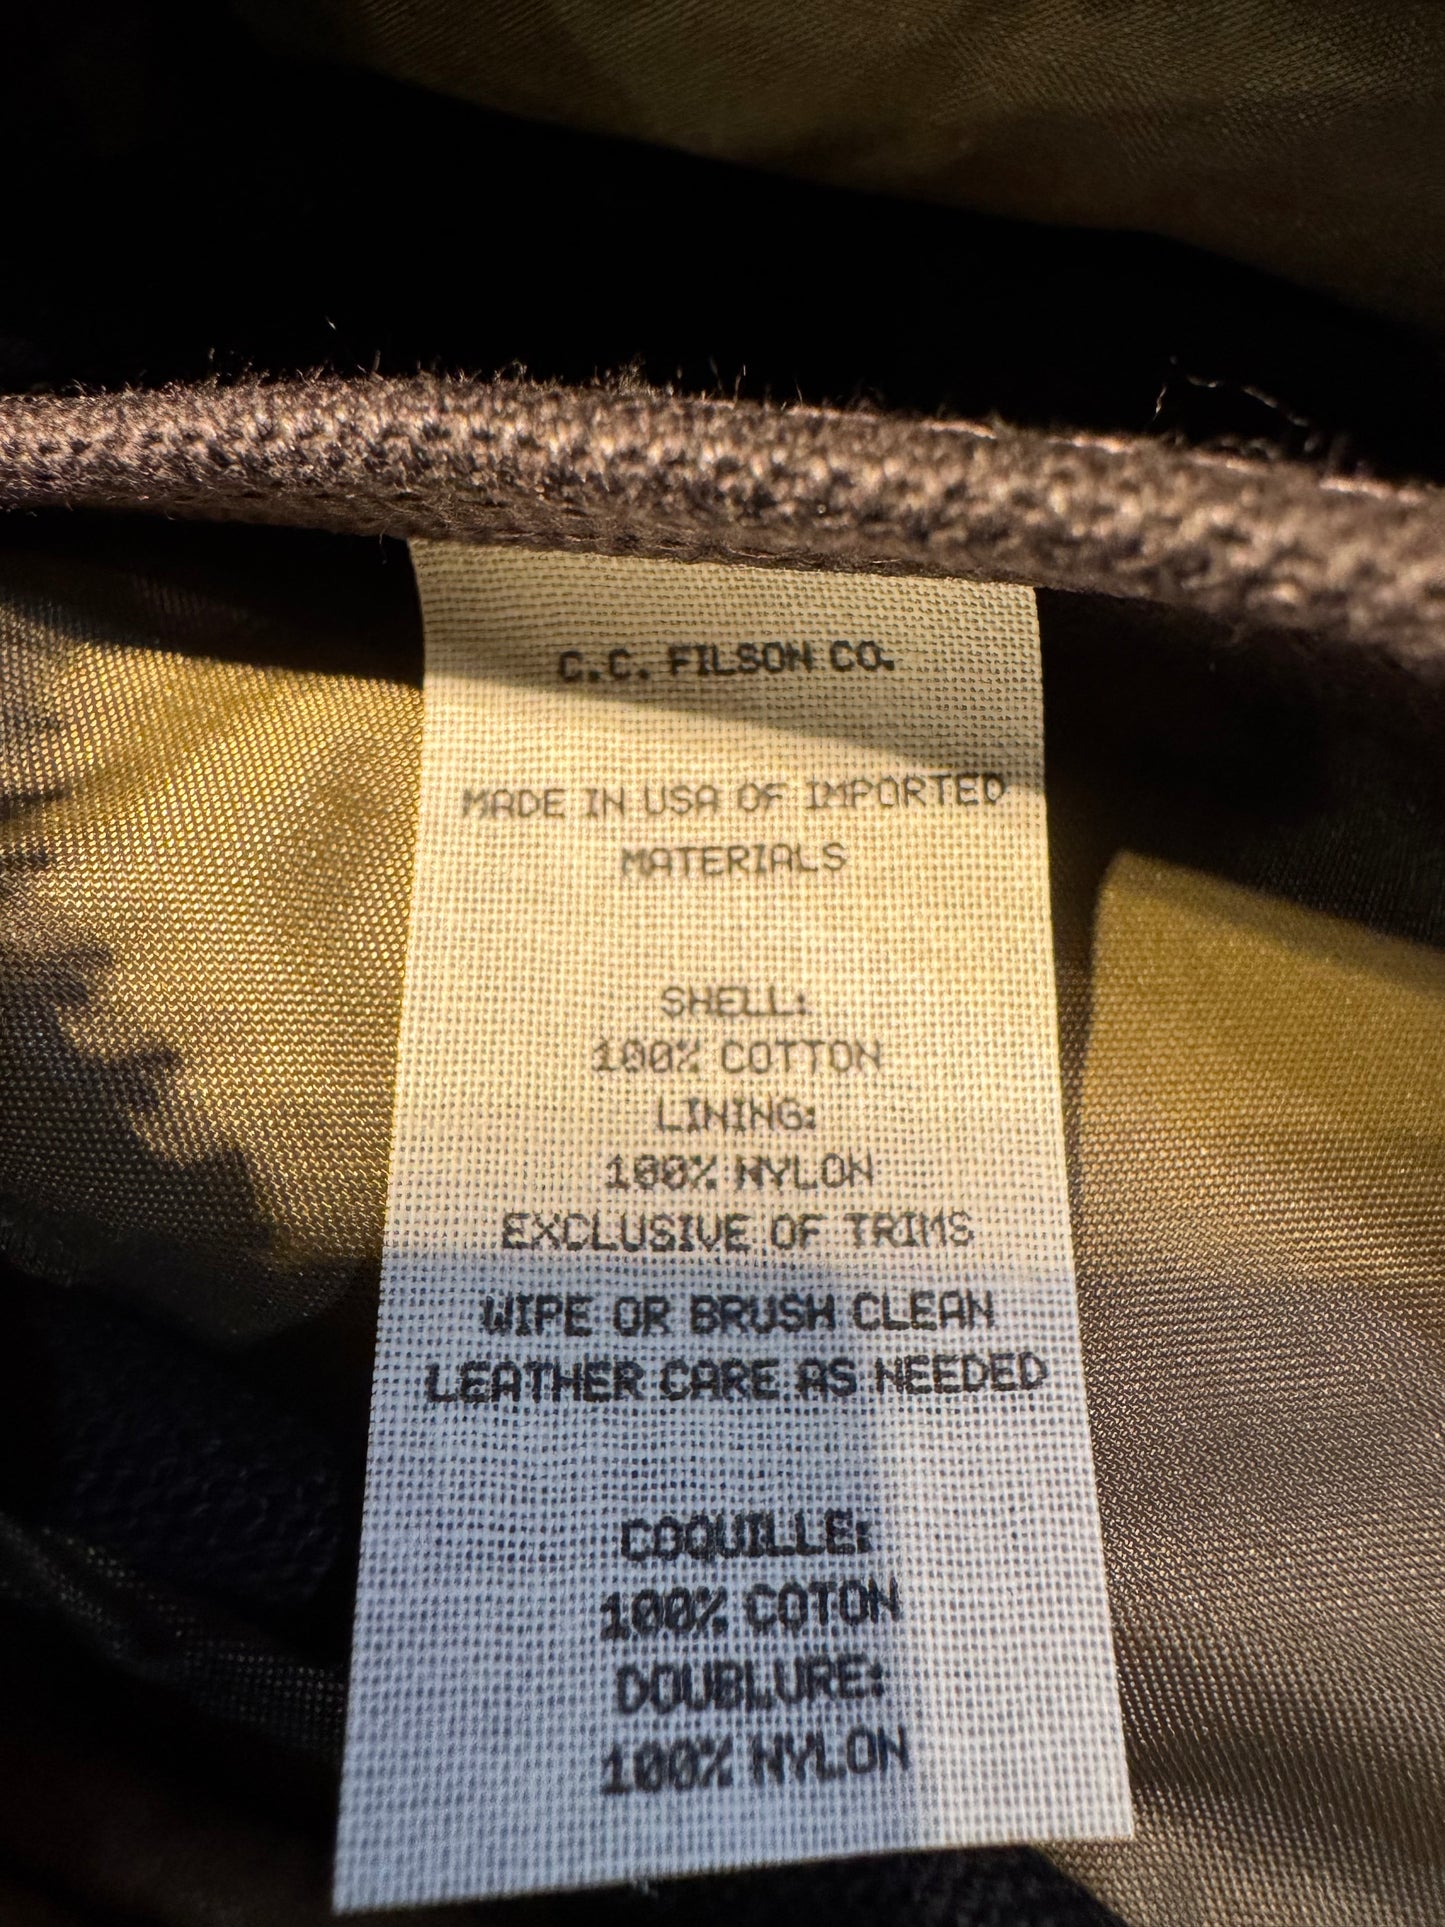 C.C. FILSON CO.
MADE IN USA OF IMPORTED
MATERIALS
SHELL:
100% COTTON
LINING:
100% NYLON
EXCLUSIVE OF TRIMS
WIPE OR BRUSH CLEAN
LEATHER CARE AS NEEDED
COQUILLE:
100% COTON
DOUBLURE:
100% NYLON